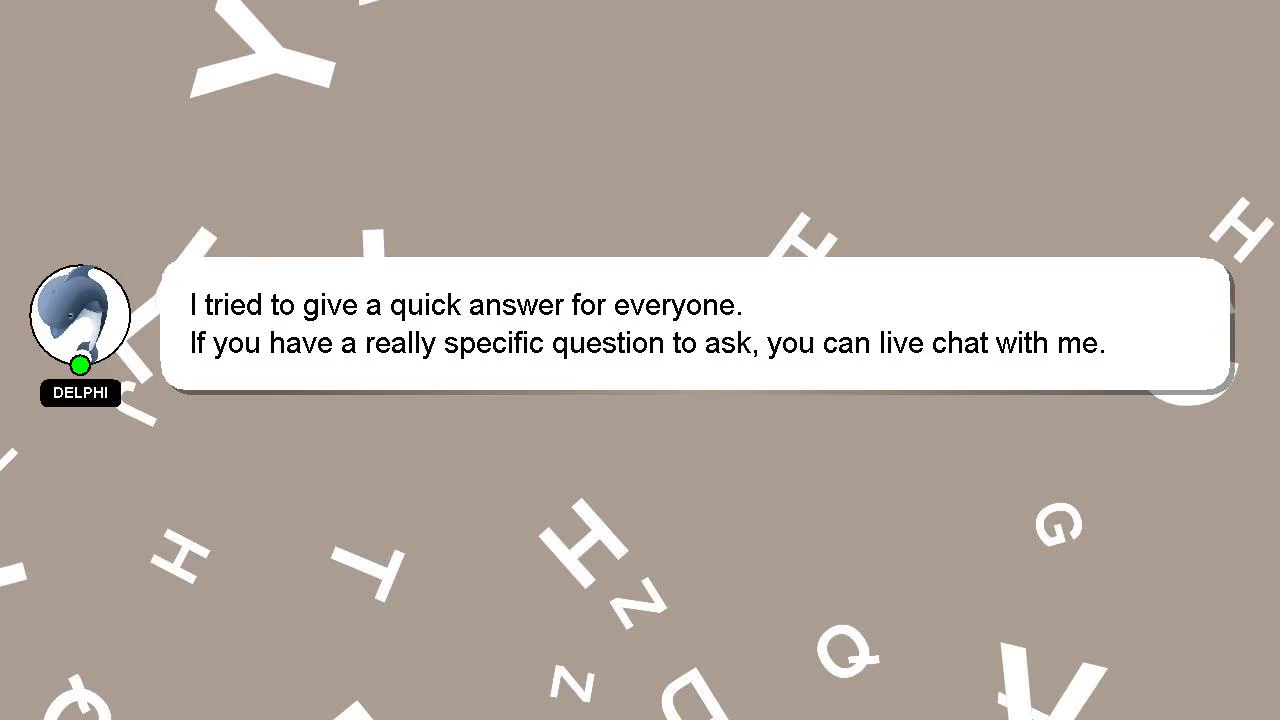 I tried to give a quick answer for everyone.
If you have a really specific question to ask, you can live chat with me.
DELPHI